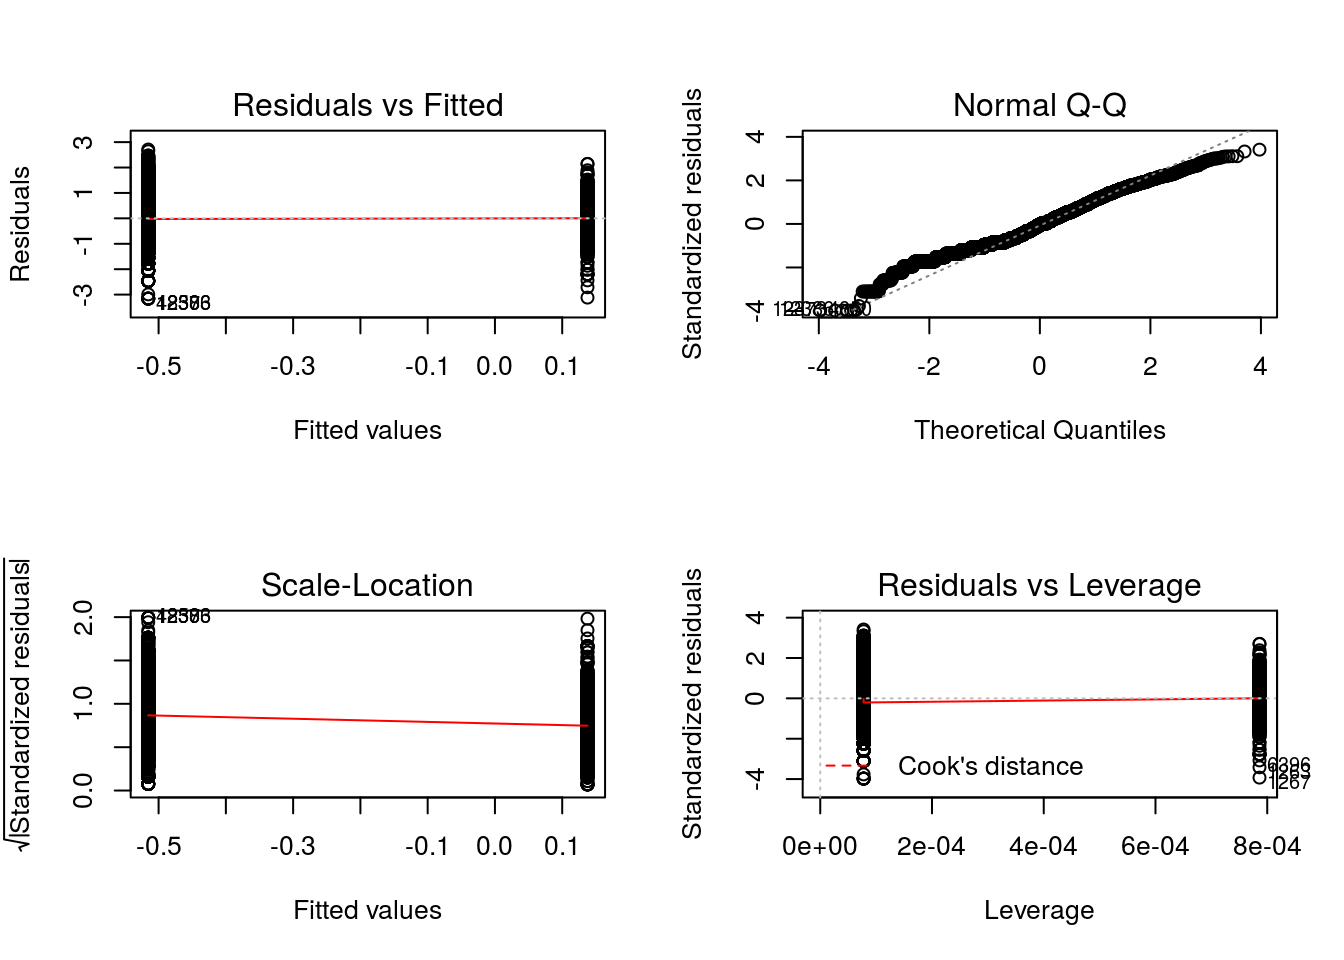 Residuals vs Fitted
Residuals
3
1
-1
-3
-0.5 -0.3 -0.1 0.0 0.1
Fitted values
Normal Q-Q
Standardized residuals
4
2
0
-4
-4 -2 0 2 4
Theoretical Quantiles
Scale-Location
√|Standardized residuals|
2.0
1.0
0.0
-0.5 -0.3 -0.1 0.0 0.1
Fitted values
Residuals vs Leverage
Standardized residuals
4
2
0
-4
Cook's distance
1267
0e+00 2e-04 4e-04 6e-04 8e-04
Leverage